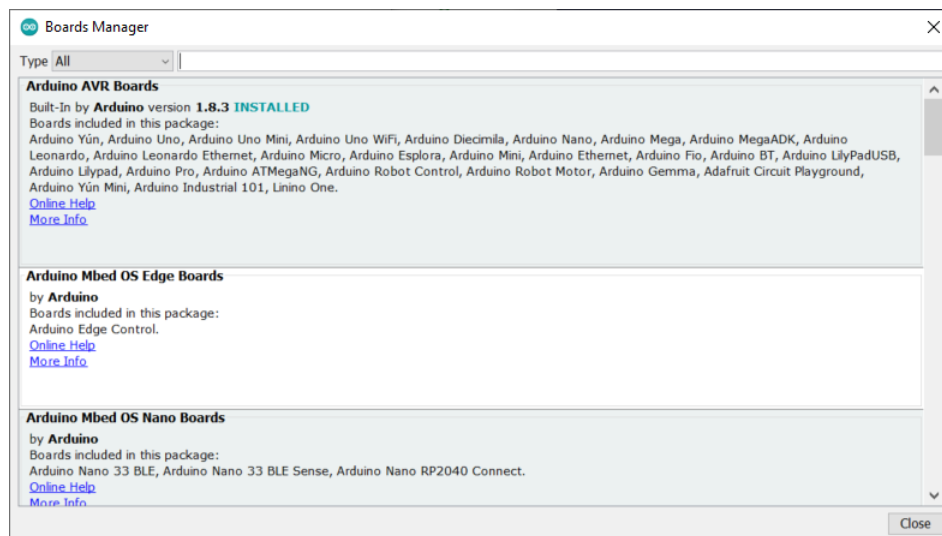 Boards Manager
Type All
Arduino AVR Boards
Built-In by Arduino version 1.8.3 INSTALLED
Boards included in this package:
Arduino Yún, Arduino Uno, Arduino Uno Mini, Arduino Uno WiFi, Arduino Diecimila, Arduino Nano, Arduino Mega, Arduino MegaADK, Arduino
Leonardo, Arduino Leonardo Ethernet, Arduino Micro, Arduino Esplora, Arduino Mini, Arduino Ethernet, Arduino Fio, Arduino BT, Arduino LilyPadUSB,
Arduino Lilypad, Arduino Pro, Arduino ATMegaNG, Arduino Robot Control, Arduino Robot Motor, Arduino Gemma, Adafruit Circuit Playground,
Arduino Yún Mini, Arduino Industrial 101, Linino One.
Online Help
More Info
Arduino Mbed OS Edge Boards
by Arduino
Boards included in this package:
Arduino Edge Control.
Online Help
More Info
Arduino Mbed OS Nano Boards
by Arduino
Boards included in this package:
Arduino Nano 33 BLE, Arduino Nano 33 BLE Sense, Arduino Nano RP2040 Connect.
Online Help
More Info
Close